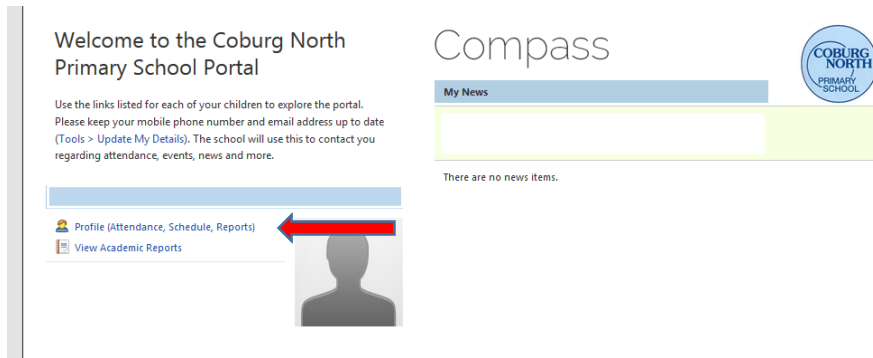 Welcome to the Coburg North
Primary School Portal
Use the links listed for each of your children to explore the portal.
Please keep your mobile phone number and email address up to date
(Tools > Update My Details). The school will use this to contact you
regarding attendance, events, news and more.
Profile (Attendance, Schedule, Reports)
View Academic Reports
Compass
My News
There are no news items.
COBURG
NORTH
PRIMARY
SCHOOL